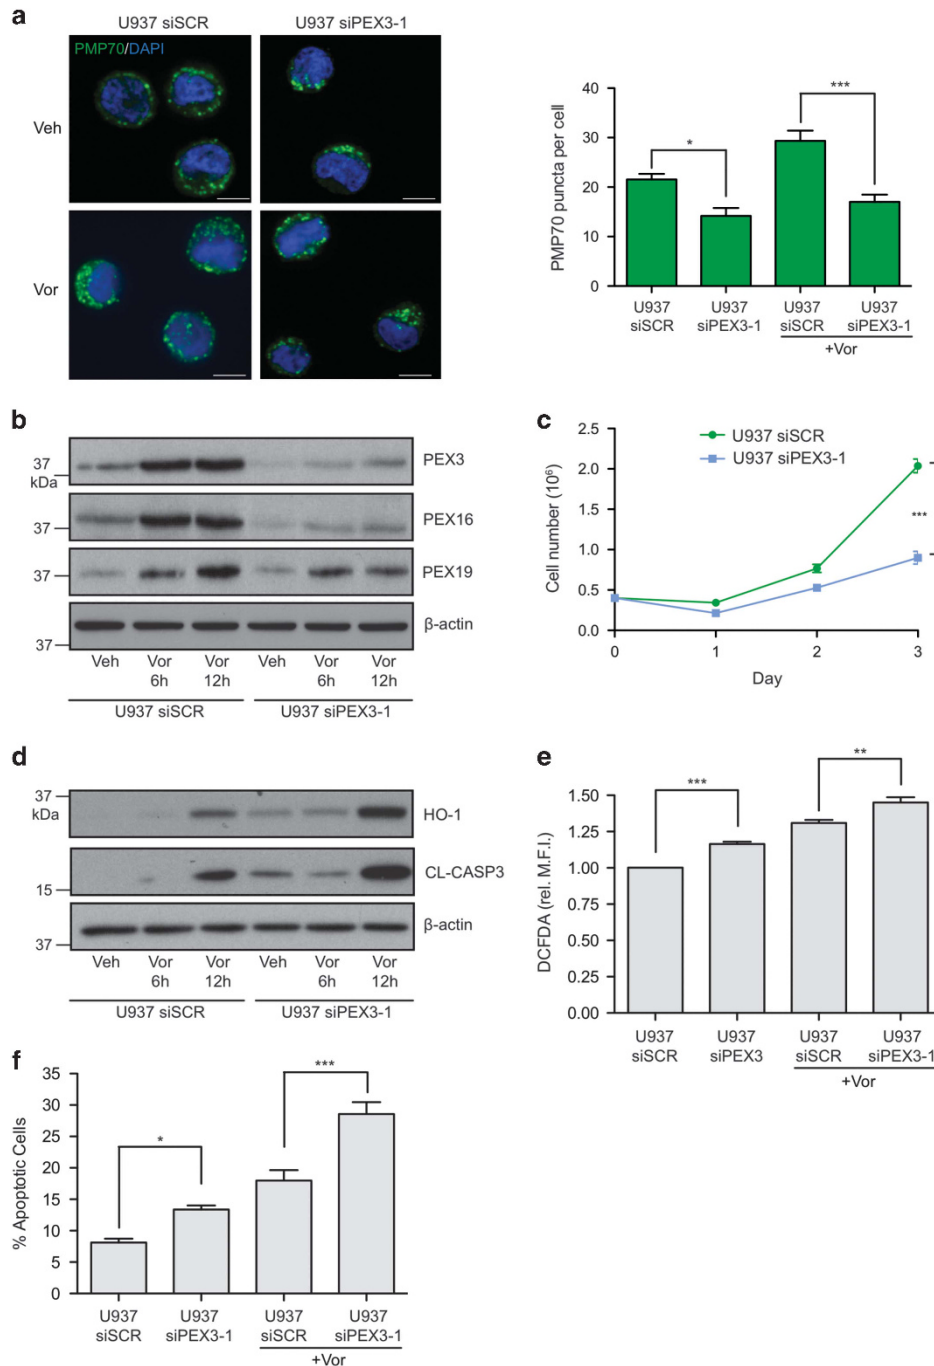 a
U937 siSCR
U937 siPEX3-1
PMP70/DAPI
Veh
Vor
PMP70 puncta per cell
40
30
20
10
0
*
***
U937 siSCR
U937 siPEX3-1
U937 siSCR
U937 siPEX3-1
+Vor
b
37
kDa
37
37
37
PEX3
PEX16
PEX19
β-actin
Veh
Vor 6h
Vor 12h
Veh
Vor 6h
Vor 12h
U937 siSCR
U937 siPEX3-1
c
Cell number (10⁶)
2.5
2.0
1.5
1.0
0.5
0.0
U937 siSCR
U937 siPEX3-1
***
0
1
2
3
Day
d
37
kDa
15
37
HO-1
CL-CASP3
β-actin
Veh
Vor 6h
Vor 12h
Veh
Vor 6h
Vor 12h
U937 siSCR
U937 siPEX3-1
e
DCFDA (rel. M.F.I.)
1.50
1.25
1.00
0.75
0.50
0.25
0.00
***
**
U937 siSCR
U937 siPEX3
U937 siSCR
U937 siPEX3-1
+Vor
f
% Apoptotic Cells
35
30
25
20
15
10
5
0
*
***
U937 siSCR
U937 siPEX3-1
U937 siSCR
U937 siPEX3-1
+Vor